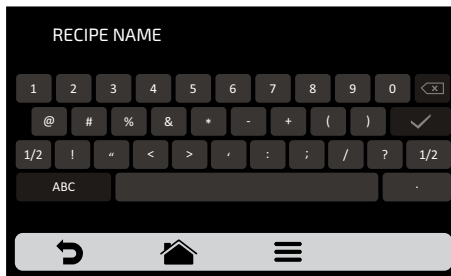 RECIPE NAME
1 2 3 4 5 6 7 8 9 0
@ # % & * - + ( )
1/2 ! “ < > ‘ : ; / ? 1/2
ABC .